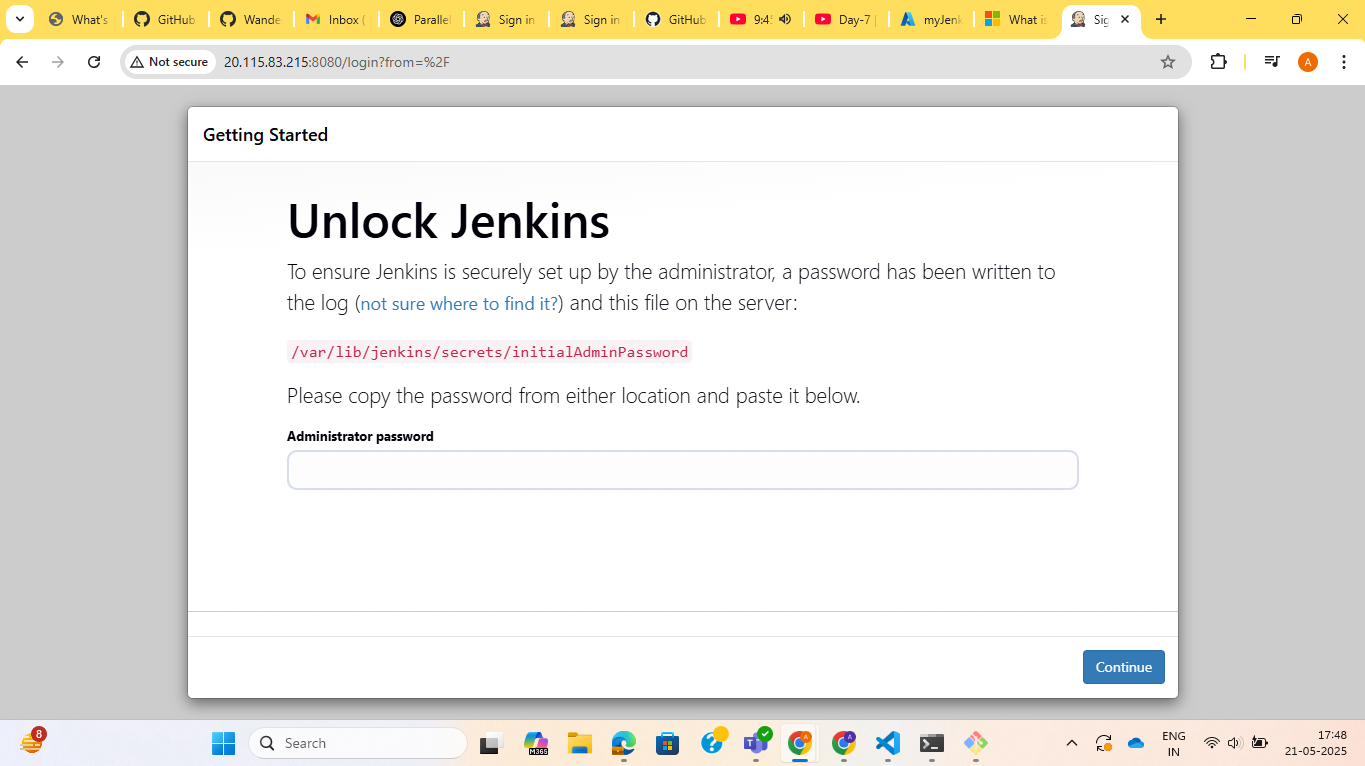 What's
GitHub
Wande
Inbox (
Parallel
Sign in
Sign in
GitHub
9:4
Day-7 |
myJenk
What is
Sig
Not secure
20.115.83.215:8080/login?from=%2F
A
Getting Started
Unlock Jenkins
To ensure Jenkins is securely set up by the administrator, a password has been written to
the log (not sure where to find it?) and this file on the server:
/var/lib/jenkins/secrets/initialAdminPassword
Please copy the password from either location and paste it below.
Administrator password
Continue
8
Search
M365
ENG
IN
17:48
21-05-2025